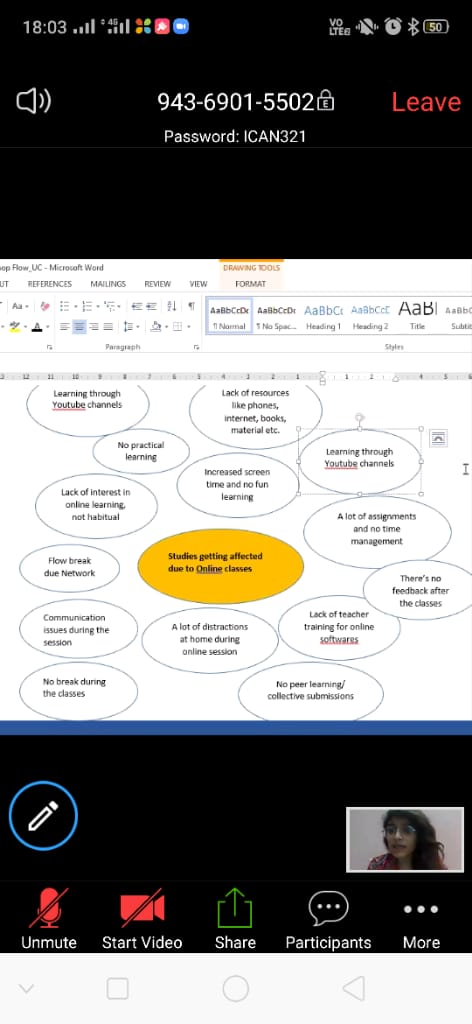 18:03
4G
VO
LTE2
50
943-6901-5502
Leave
Password: ICAN321
op Flow_UC - Microsoft Word
DRAWING TOOLS
UT REFERENCES MAILINGS REVIEW VIEW FORMAT
Aa
AaBbCcDc AaBbCcDc AaBbCc AaBbCcC AaBl AaBbC
¶ Normal ¶ No Spac... Heading 1 Heading 2 Title Subtit
Paragraph
Styles
Learning through
Youtube channels
Lack of resources
like phones,
internet, books,
material etc.
No practical
learning
Learning through
Youtube channels
Increased screen
time and no fun
learning
Lack of interest in
online learning,
not habitual
A lot of assignments
and no time
management
Flow break
due Network
Studies getting affected
due to Online classes
There's no
feedback after
the classes
Communication
issues during the
session
A lot of distractions
at home during
online session
Lack of teacher
training for online
softwares
No break during
the classes
No peer learning/
collective submissions
Unmute
Start Video
Share
Participants
More